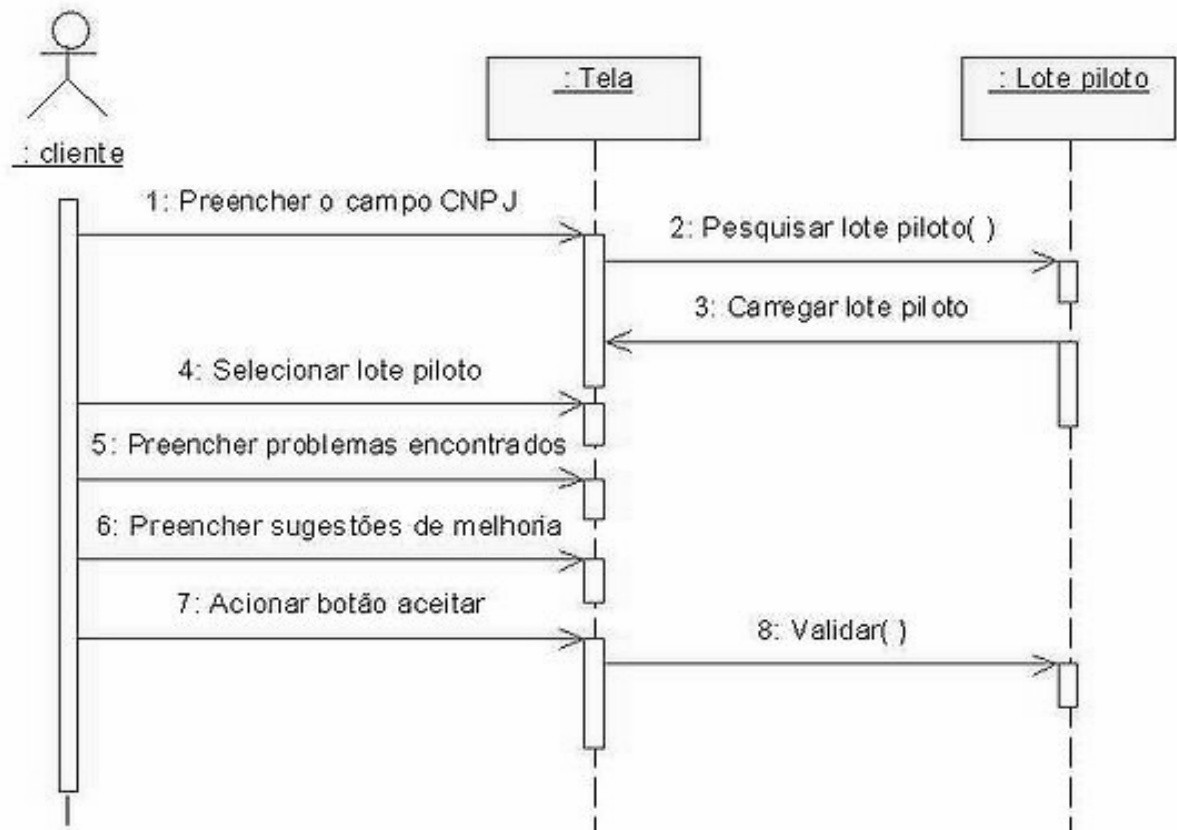 : Tela
: Lote piloto
: cliente
1: Preencher o campo CNPJ
2: Pesquisar lote piloto( )
3: Carregar lote piloto
4: Selecionar lote piloto
5: Preencher problemas encontrados
6: Preencher sugestões de melhoria
7: Acionar botão aceitar
8: Validar( )